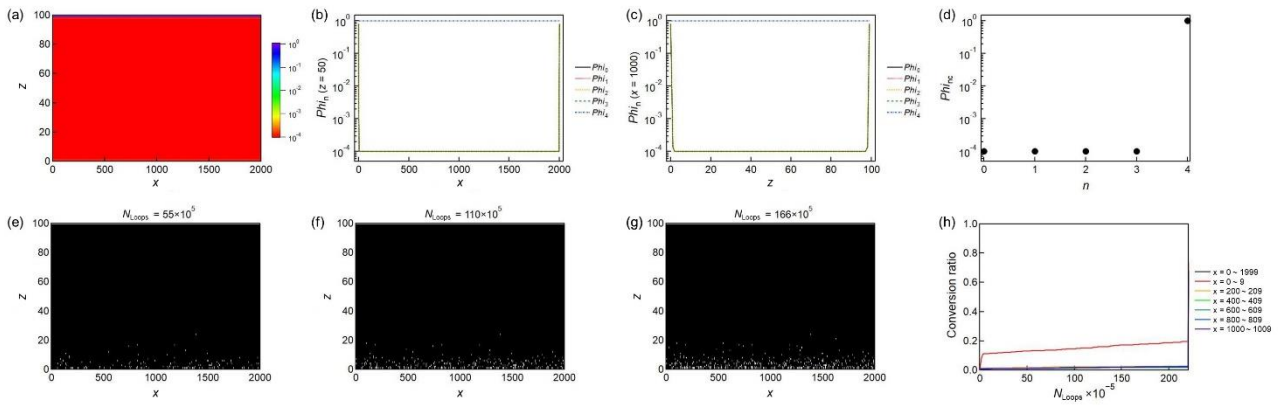 (a)
100
80
60
40
20
0
z
0 500 1000 1500 2000
x
10^0
10^-1
10^-2
10^-3
10^-4
(b)
10^0
10^-1
10^-2
10^-3
10^-4
Phi_n (z = 50)
0 500 1000 1500 2000
x
Phi_0
Phi_1
Phi_2
Phi_3
Phi_4
(c)
10^0
10^-1
10^-2
10^-3
10^-4
Phi_n (x = 1000)
0 20 40 60 80 100
z
Phi_0
Phi_1
Phi_2
Phi_3
Phi_4
(d)
10^0
10^-1
10^-2
10^-3
10^-4
Phi_nc
0 1 2 3 4
n
(e)
N_Loops = 55×10^5
100
80
60
40
20
0
z
0 500 1000 1500 2000
x
(f)
N_Loops = 110×10^5
100
80
60
40
20
0
z
0 500 1000 1500 2000
x
(g)
N_Loops = 166×10^5
100
80
60
40
20
0
z
0 500 1000 1500 2000
x
(h)
1.0
0.8
0.6
0.4
0.2
0.0
Conversion ratio
0 50 100 150 200
N_Loops ×10^-5
x = 0 ~ 1999
x = 0 ~ 9
x = 200 ~ 209
x = 400 ~ 409
x = 600 ~ 609
x = 800 ~ 809
x = 1000 ~ 1009